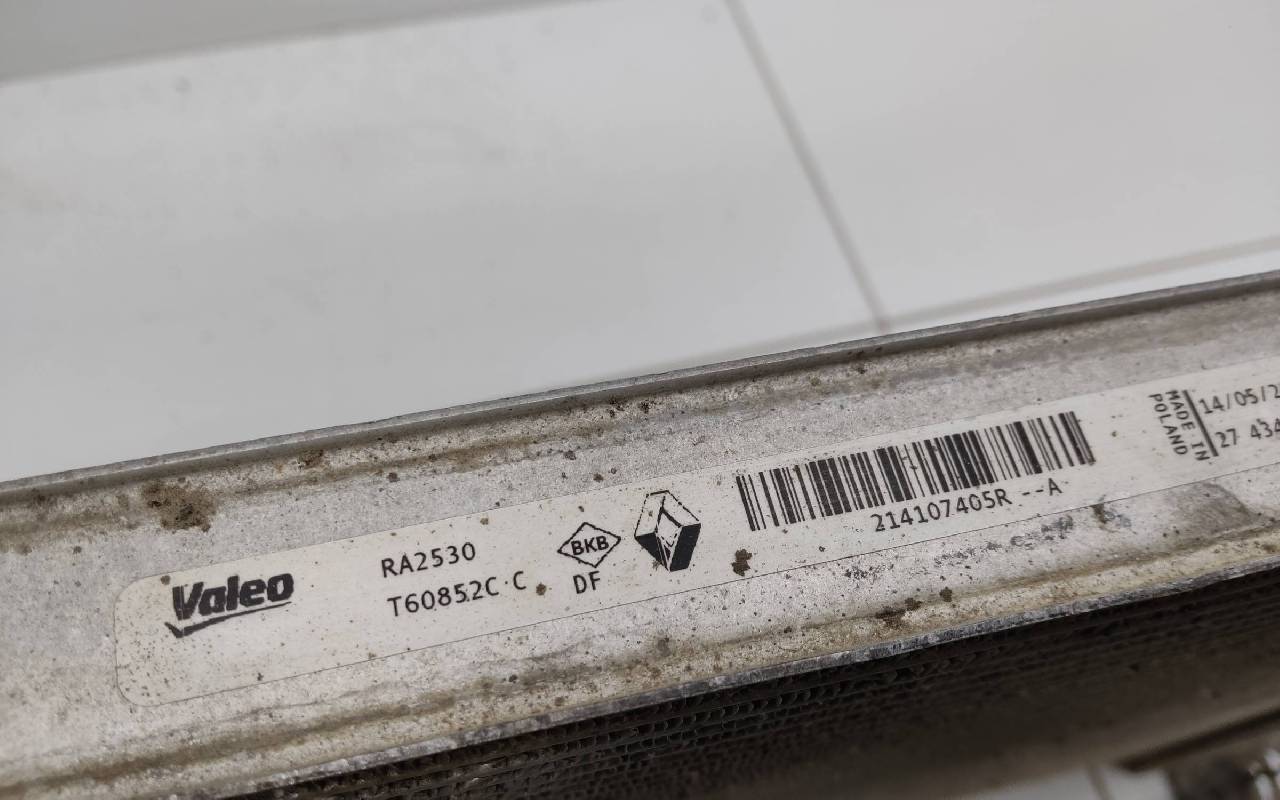 Valeo
RA2530
T60852C C
BKB
DF
214107405R --A
MADE IN
POLAND
14/05/2
27 434